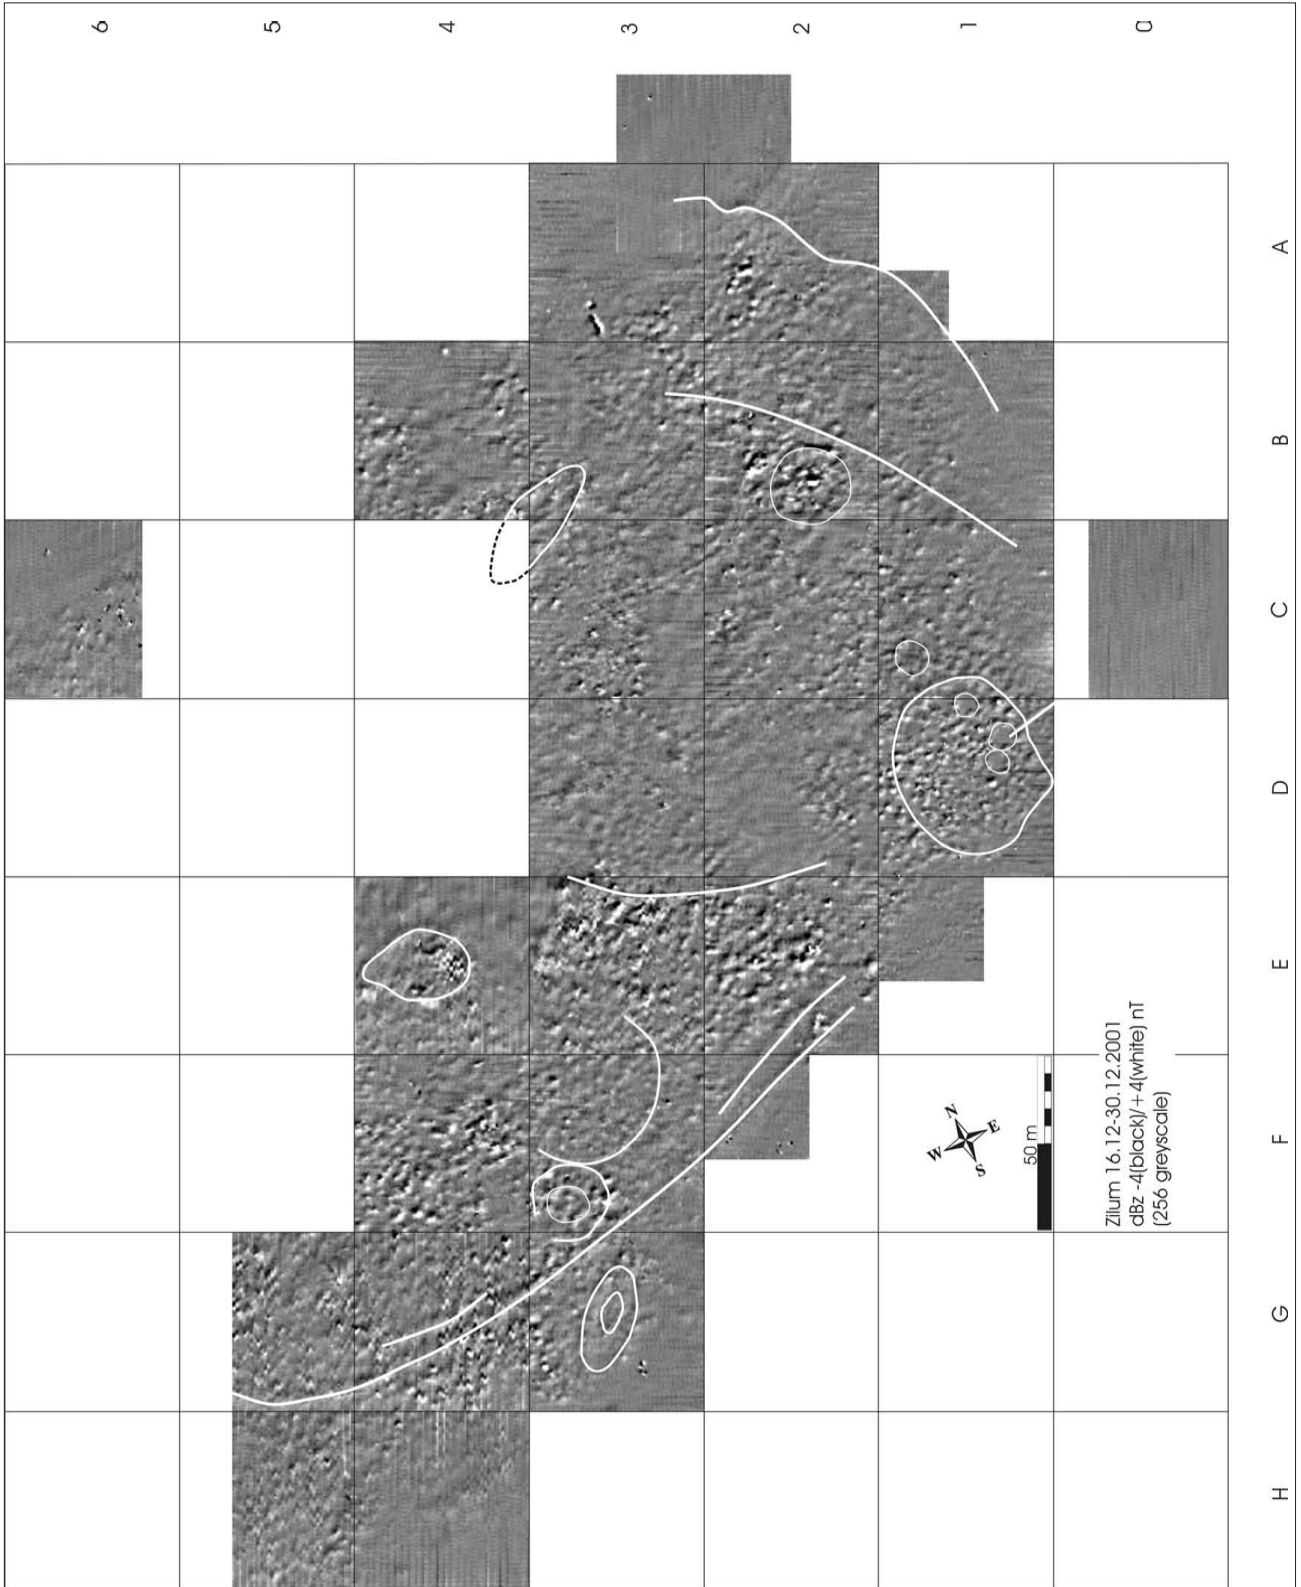 6
5
4
3
2
1
0
A
B
C
D
E
F
G
H
N
W
E
S
50 m
Zilum 16.12-30.12.2001
dBz -4(black)/+4(white) nT
(256 greyscale)